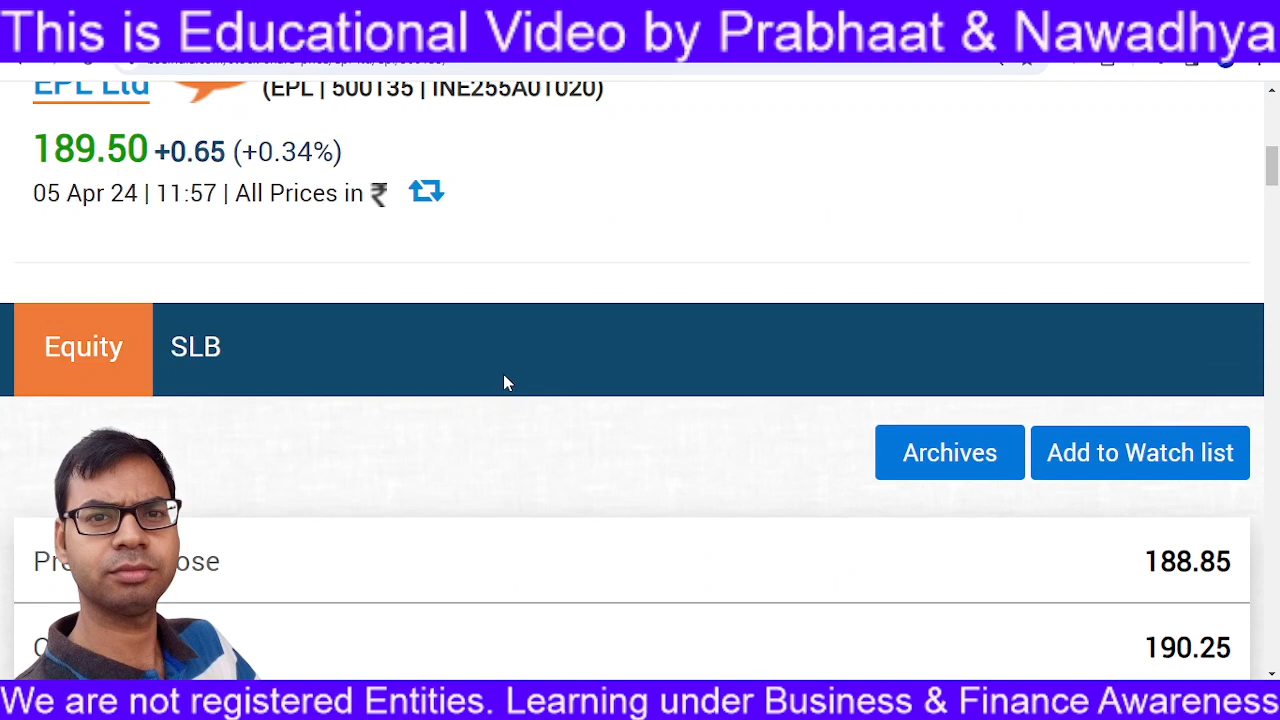 This is Educational Video by Prabhaat & Nawadhya
EPL Ltd
(EPL | 500135 | INE255A01020)
189.50 +0.65 (+0.34%)
05 Apr 24 | 11:57 | All Prices in ₹
Equity SLB
Archives Add to Watch list
188.85
190.25
We are not registered Entities. Learning under Business & Finance Awareness